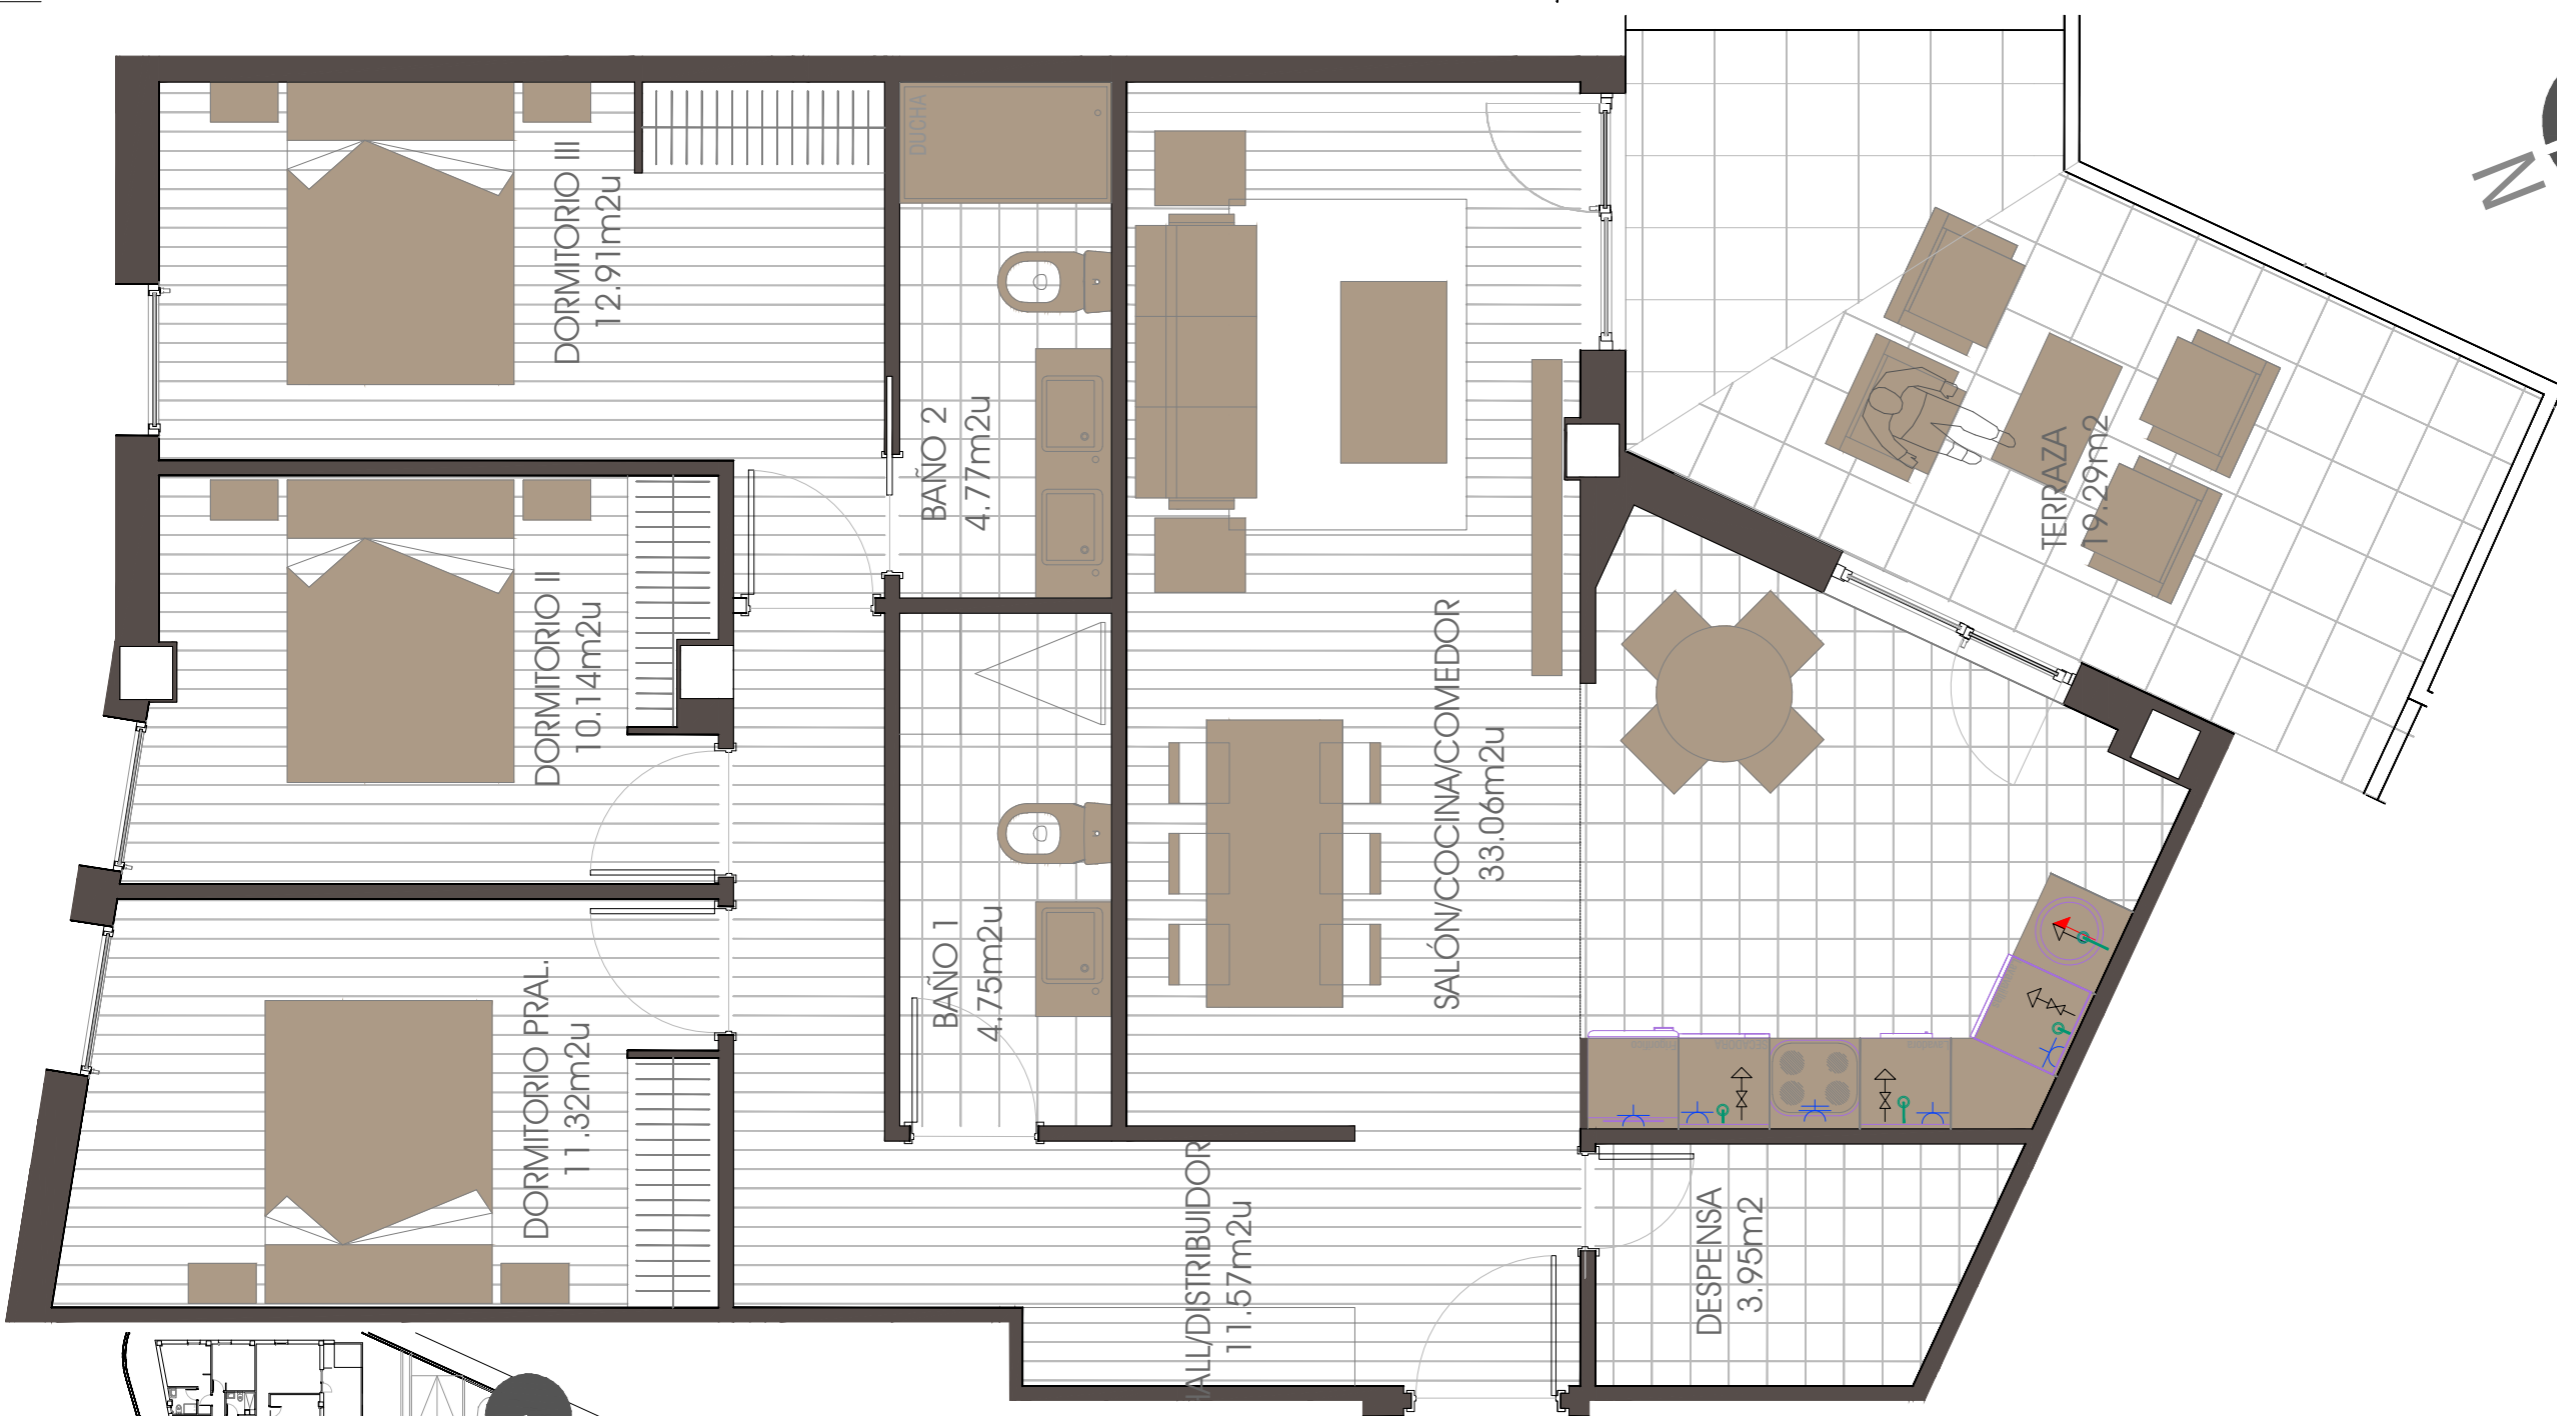 DORMITORIO III
12.91m2u
DUCHA
BAÑO 2
4.77m2u
DORMITORIO II
10.14m2u
BAÑO 1
4.75m2u
DORMITORIO PRAL.
11.32m2u
SALÓN/COCINA/COMEDOR
33.06m2u
TERRAZA
19.29m2
HALL/DISTRIBUIDOR
11.57m2u
DESPENSA
3.95m2
N